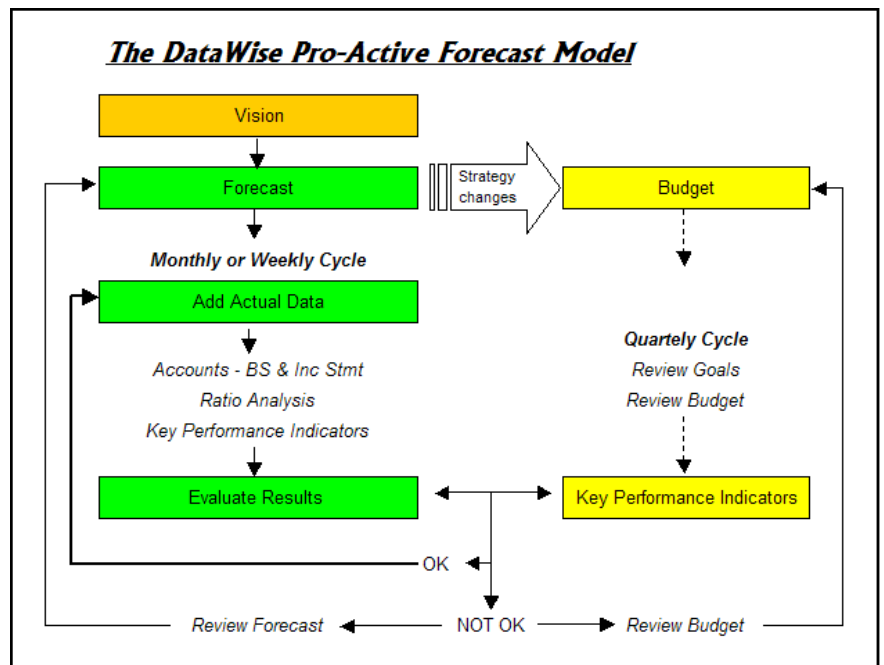 The DataWise Pro-Active Forecast Model
Vision
Forecast
Strategy
changes
Budget
Monthly or Weekly Cycle
Add Actual Data
Accounts - BS & Inc Stmt
Ratio Analysis
Key Performance Indicators
Quartely Cycle
Review Goals
Review Budget
Evaluate Results
Key Performance Indicators
OK
Review Forecast
NOT OK
Review Budget